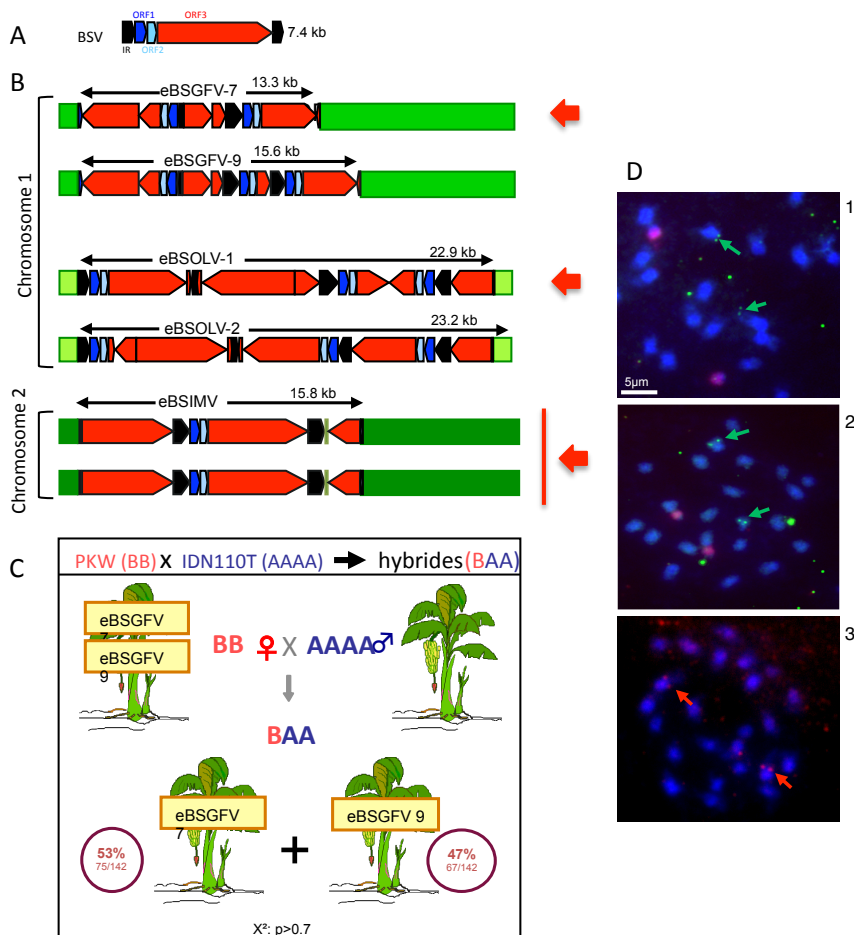 A
BSV
IR
ORF1
ORF2
ORF3
7.4 kb
B
Chromosome 1
eBSGFV-7
13.3 kb
eBSGFV-9
15.6 kb
eBSOLV-1
22.9 kb
eBSOLV-2
23.2 kb
Chromosome 2
eBSIMV
15.8 kb
C
PKW (BB) x IDN110T (AAAA) hybrides(BAA)
eBSGFV
7
eBSGFV
9
BB ♀ X AAAA♂
BAA
eBSGFV
7
+
eBSGFV 9
53%
75/142
47%
67/142
X²: p>0.7
D
1
5µm
2
3